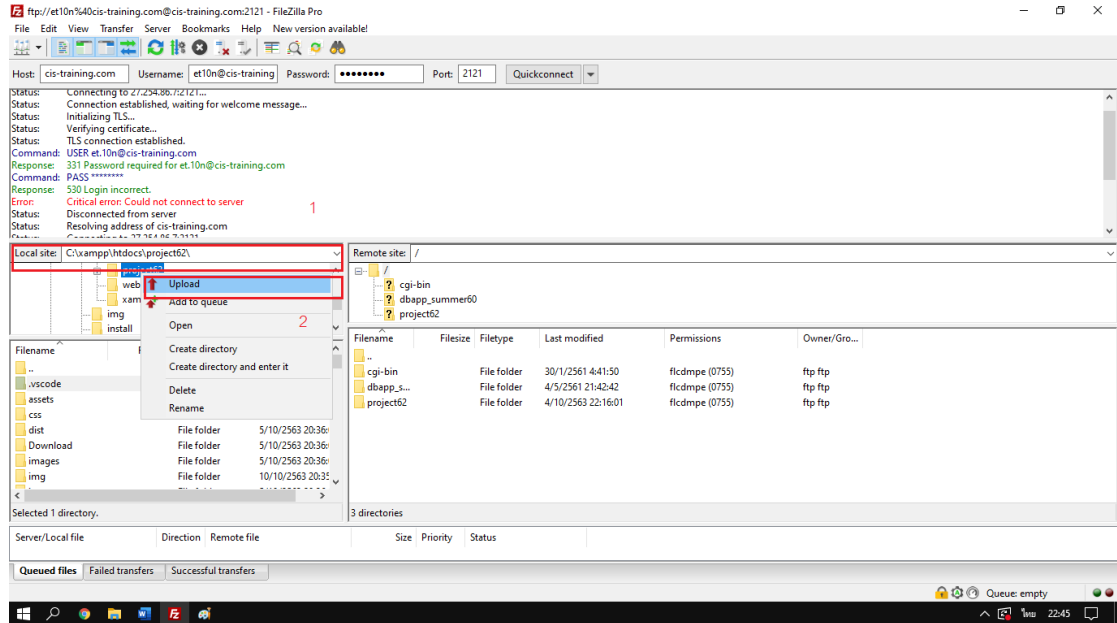 ftp://et10n%40cis-training.com@cis-training.com:2121 - FileZilla Pro
File Edit View Transfer Server Bookmarks Help New version available!
Host: cis-training.com Username: et10n@cis-training Password: ●●●●●●●● Port: 2121 Quickconnect
Status: Connecting to 27.254.86.7:2121...
Status: Connection established, waiting for welcome message...
Status: Initializing TLS...
Status: Verifying certificate...
Status: TLS connection established.
Command: USER et.10n@cis-training.com
Response: 331 Password required for et.10n@cis-training.com
Command: PASS ********
Response: 530 Login incorrect.
Error: Critical error: Could not connect to server
Status: Disconnected from server
Status: Resolving address of cis-training.com
Status: Connecting to 27.254.86.7:2121...
1
Local site: C:\xampp\htdocs\project62\
project62
web
xam
img
install
Upload
Add to queue
Open
Create directory
Create directory and enter it
Delete
Rename
2
Filename
..
.vscode
assets
css
dist File folder 5/10/2563 20:36:
Download File folder 5/10/2563 20:36:
images File folder 5/10/2563 20:36:
img File folder 10/10/2563 20:35
Selected 1 directory.
Remote site: /
/
cgi-bin
dbapp_summer60
project62
Filename Filesize Filetype Last modified Permissions Owner/Gro...
..
cgi-bin File folder 30/1/2561 4:41:50 flcdmpe (0755) ftp ftp
dbapp_s... File folder 4/5/2561 21:42:42 flcdmpe (0755) ftp ftp
project62 File folder 4/10/2563 22:16:01 flcdmpe (0755) ftp ftp
3 directories
Server/Local file Direction Remote file Size Priority Status
Queued files Failed transfers Successful transfers
Queue: empty
ไทย 22:45